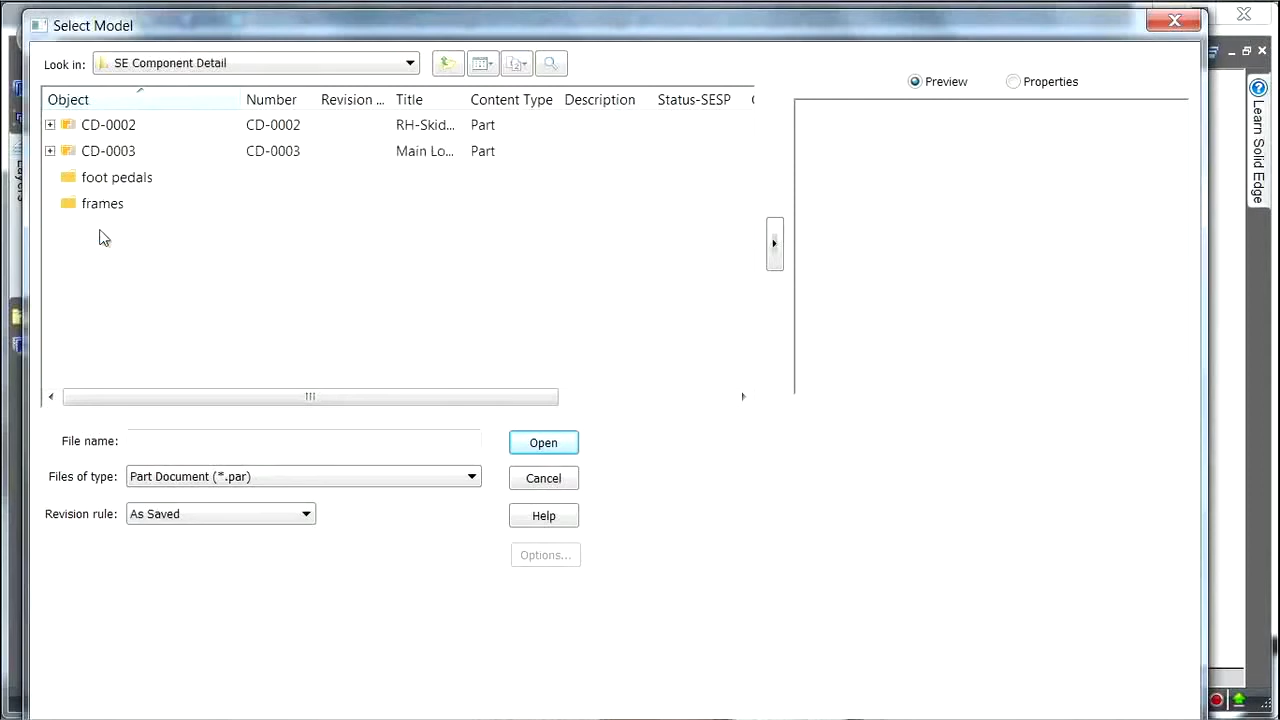 Select Model
Look in: SE Component Detail
Preview Properties
Object Number Revision ... Title Content Type Description Status-SESP
CD-0002 CD-0002 RH-Skid... Part
CD-0003 CD-0003 Main Lo... Part
foot pedals
frames
File name: Open
Files of type: Part Document (*.par) Cancel
Revision rule: As Saved Help
Options...
Learn Solid Edge